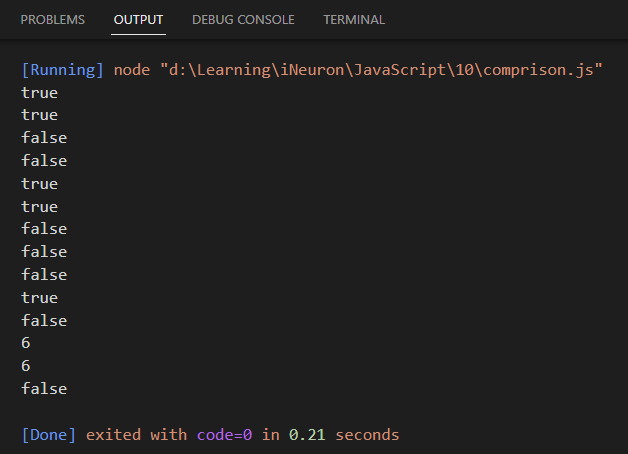 PROBLEMS OUTPUT DEBUG CONSOLE TERMINAL
[Running] node "d:\Learning\iNeuron\JavaScript\10\comprison.js"
true
true
false
false
true
true
false
false
false
true
false
6
6
false
[Done] exited with code=0 in 0.21 seconds